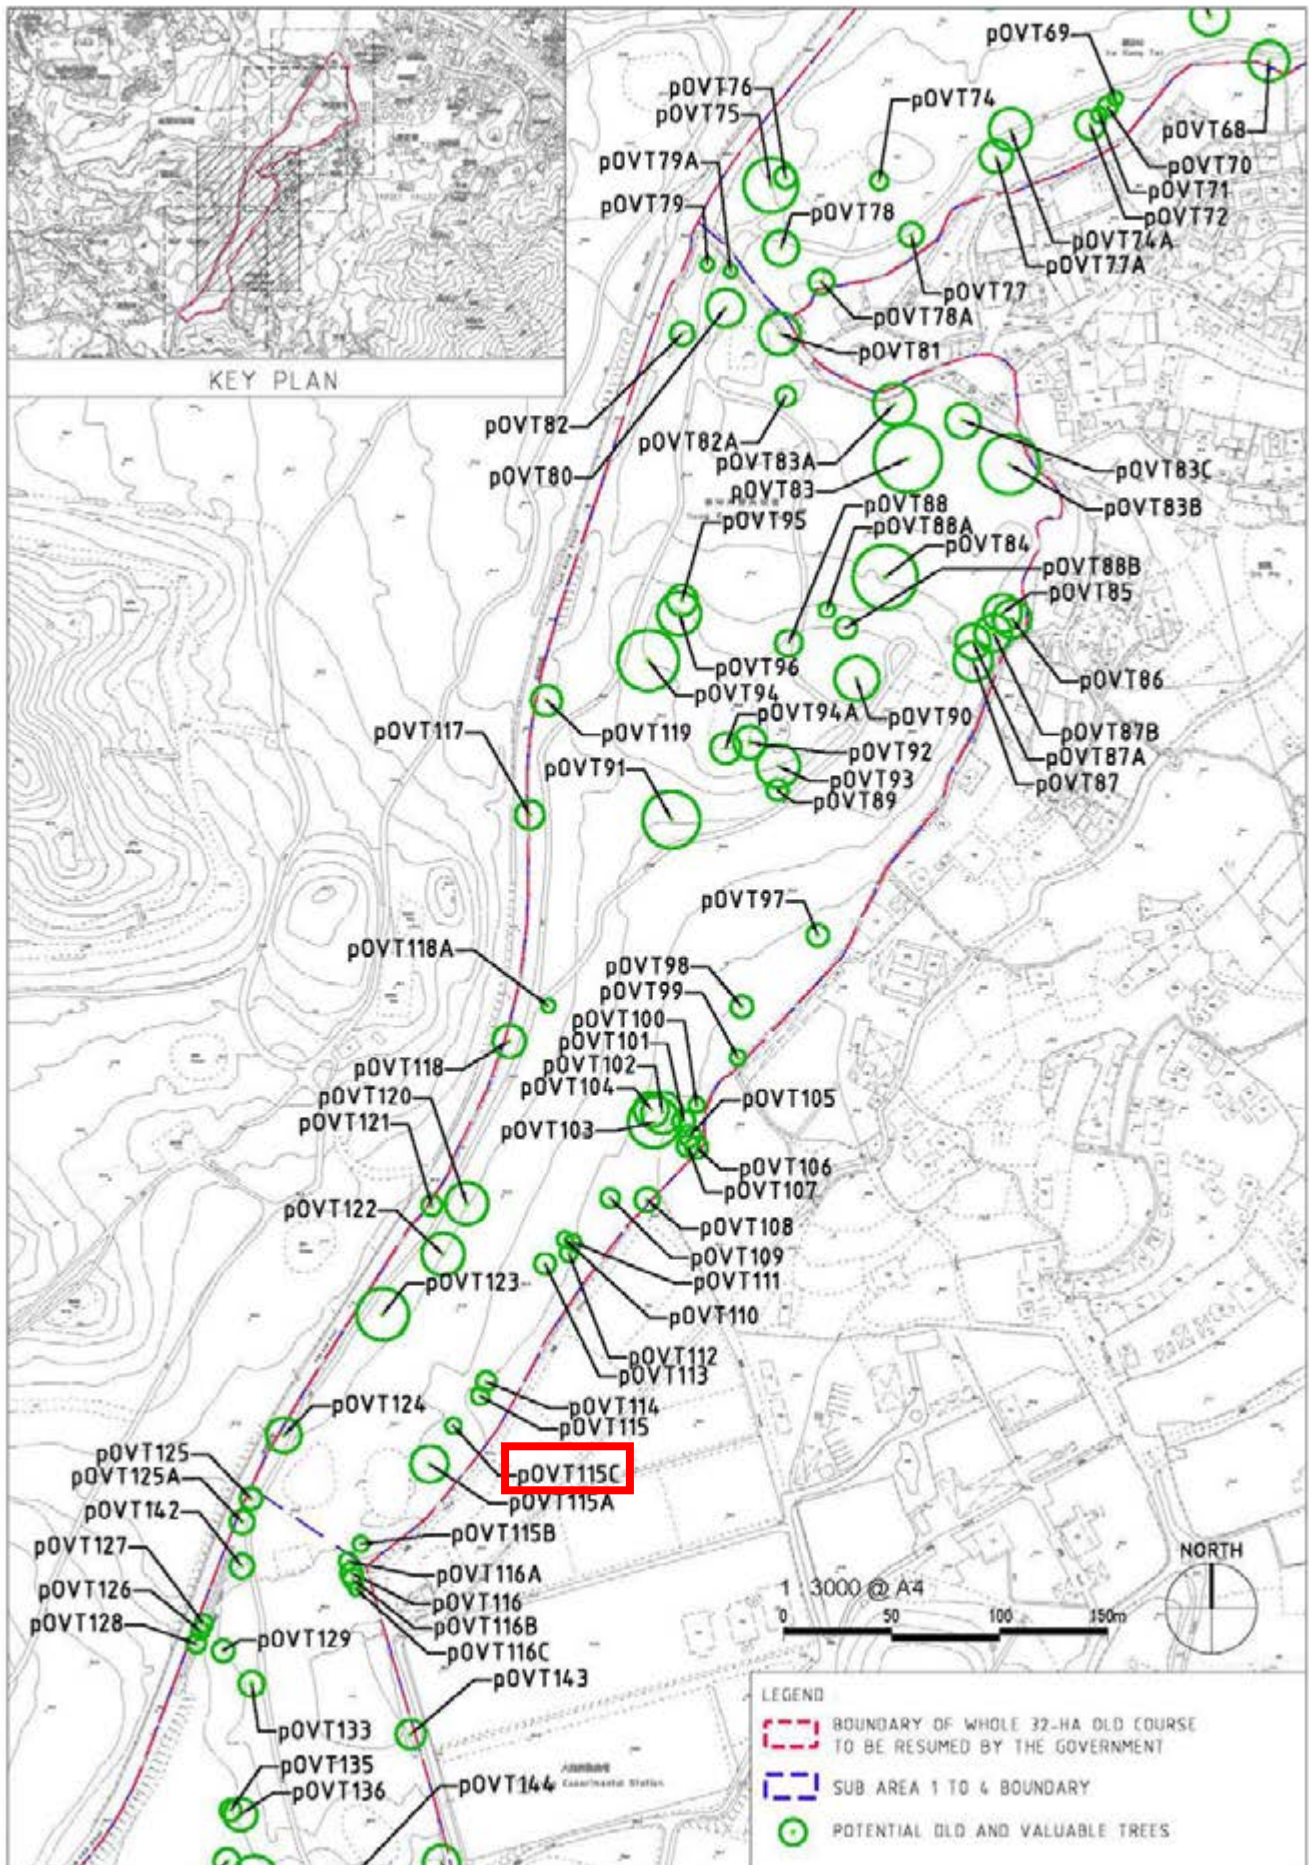 pOVT69
pOVT76
pOVT74
pOVT75
pOVT68
pOVT79A
pOVT70
pOVT71
pOVT79
pOVT78
pOVT72
pOVT74A
pOVT77A
pOVT77
pOVT78A
pOVT81
KEY PLAN
pOVT82
pOVT82A
pOVT83A
pOVT83C
pOVT80
pOVT83
pOVT88
pOVT83B
pOVT95
pOVT88A
pOVT84
pOVT88B
pOVT85
pOVT96
pOVT86
pOVT94
pOVT94A
pOVT90
pOVT117
pOVT119
pOVT92
pOVT87B
pOVT91
pOVT87A
pOVT93
pOVT87
pOVT89
pOVT97
pOVT118A
pOVT98
pOVT99
pOVT100
pOVT101
pOVT118
pOVT102
pOVT104
pOVT120
pOVT105
pOVT121
pOVT103
pOVT106
pOVT107
pOVT122
pOVT108
pOVT109
pOVT123
pOVT111
pOVT110
pOVT112
pOVT113
pOVT124
pOVT114
pOVT115
pOVT125
pOVT115C
pOVT125A
pOVT115A
pOVT142
pOVT115B
pOVT127
NORTH
pOVT116A
pOVT126
1 : 3000 @ A4
pOVT116
pOVT128
0 50 100 150m
pOVT116B
pOVT129
pOVT116C
pOVT143
LEGEND
BOUNDARY OF WHOLE 32-HA OLD COURSE
TO BE RESUMED BY THE GOVERNMENT
pOVT133
pOVT135
Experimental Station
pOVT144
SUB AREA 1 TO 4 BOUNDARY
pOVT136
POTENTIAL OLD AND VALUABLE TREES